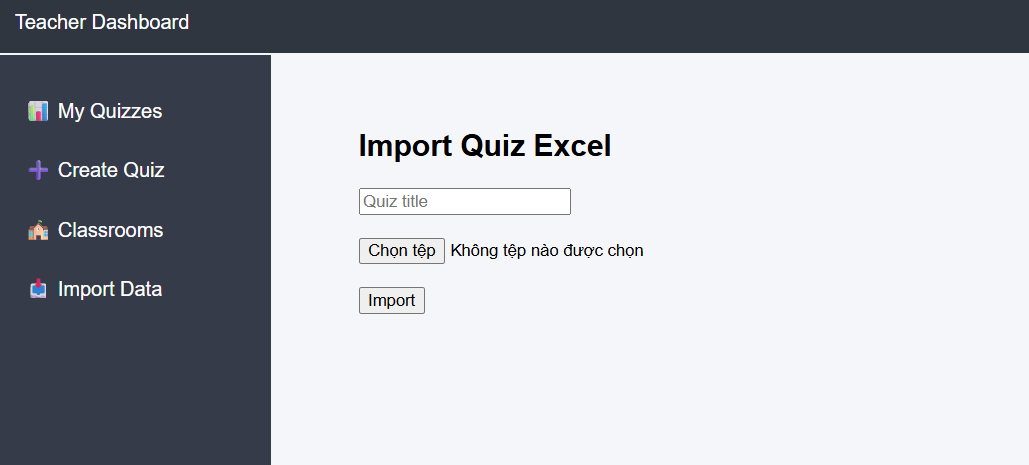 Teacher Dashboard
My Quizzes
Create Quiz
Classrooms
Import Data
Import Quiz Excel
Quiz title
Chọn tệp Không tệp nào được chọn
Import